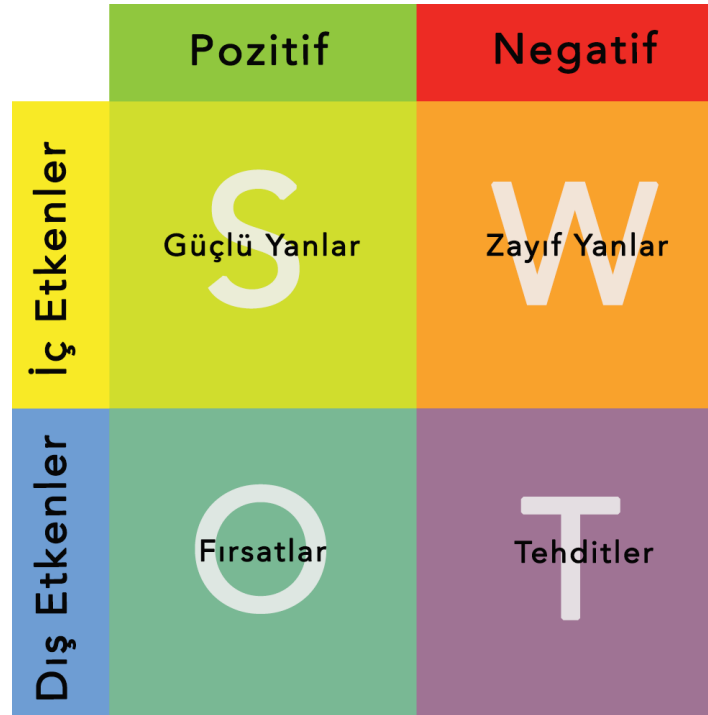 Pozitif
Negatif
İç Etkenler
S
Güçlü Yanlar
W
Zayıf Yanlar
Dış Etkenler
O
Fırsatlar
T
Tehditler